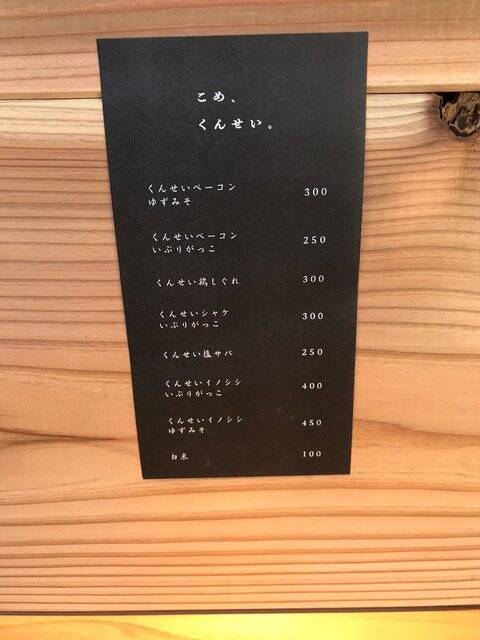 こめ、
くんせい。
くんせいベーコン
ゆずみそ 300
くんせいベーコン
いぶりがっこ 250
くんせい鶏しぐれ 300
くんせいシャケ
いぶりがっこ 300
くんせい塩サバ 250
くんせいイノシシ
いぶりがっこ 400
くんせいイノシシ
ゆずみそ 450
白米 100